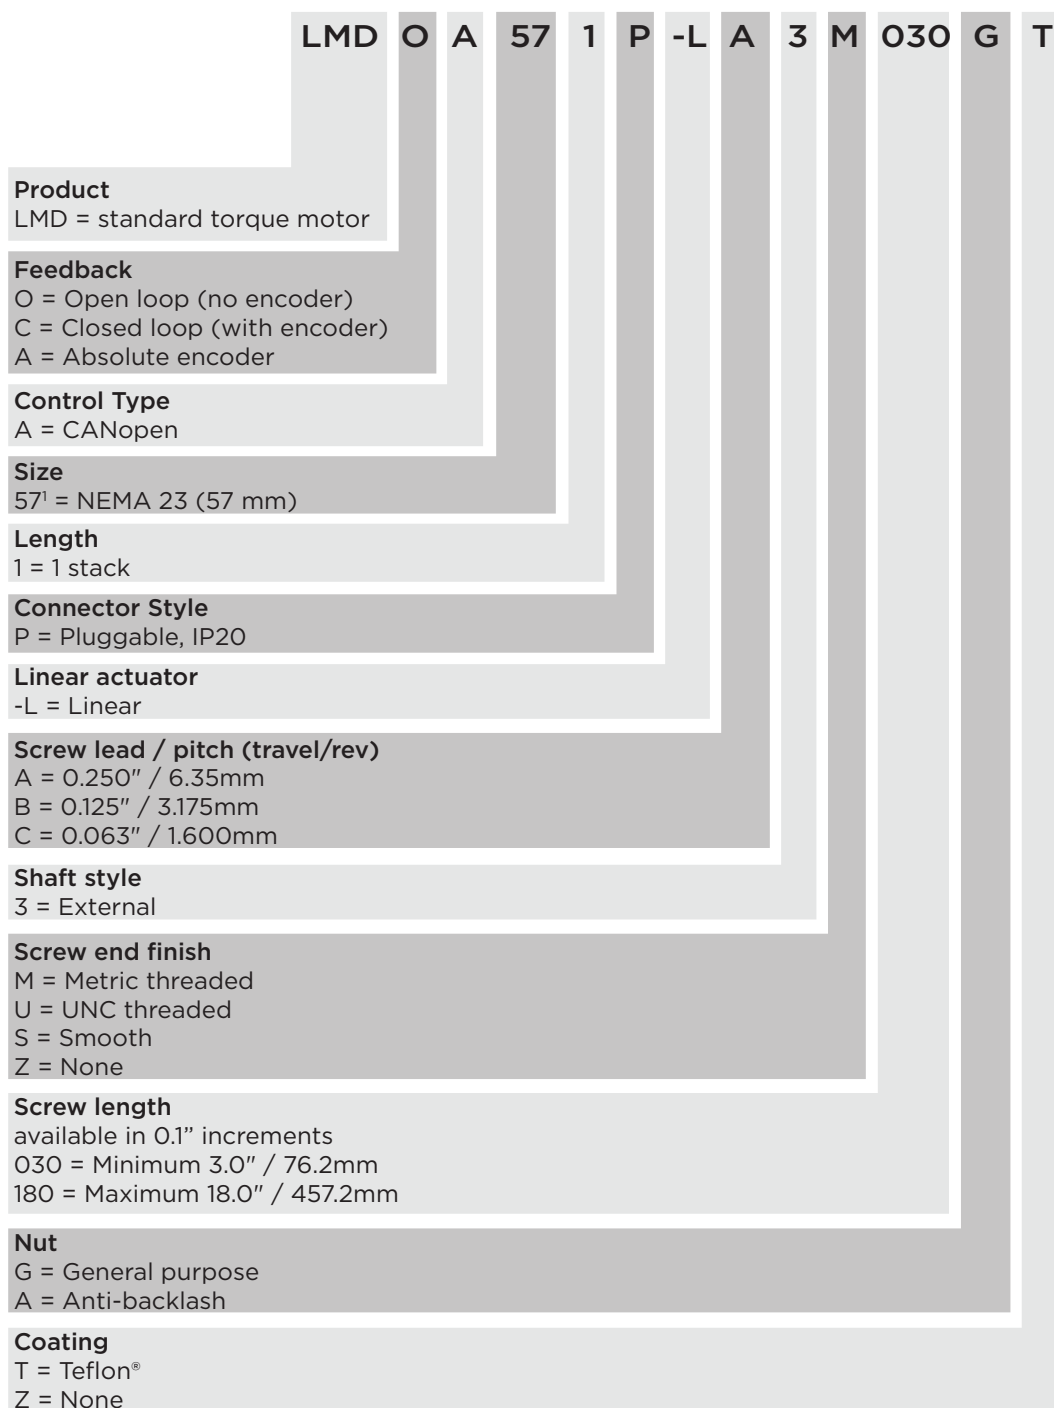 LMD O A 57 1 P -L A 3 M 030 G T
Product
LMD = standard torque motor
Feedback
O = Open loop (no encoder)
C = Closed loop (with encoder)
A = Absolute encoder
Control Type
A = CANopen
Size
57¹ = NEMA 23 (57 mm)
Length
1 = 1 stack
Connector Style
P = Pluggable, IP20
Linear actuator
-L = Linear
Screw lead / pitch (travel/rev)
A = 0.250" / 6.35mm
B = 0.125" / 3.175mm
C = 0.063" / 1.600mm
Shaft style
3 = External
Screw end finish
M = Metric threaded
U = UNC threaded
S = Smooth
Z = None
Screw length
available in 0.1” increments
030 = Minimum 3.0" / 76.2mm
180 = Maximum 18.0" / 457.2mm
Nut
G = General purpose
A = Anti-backlash
Coating
T = Teflon®
Z = None